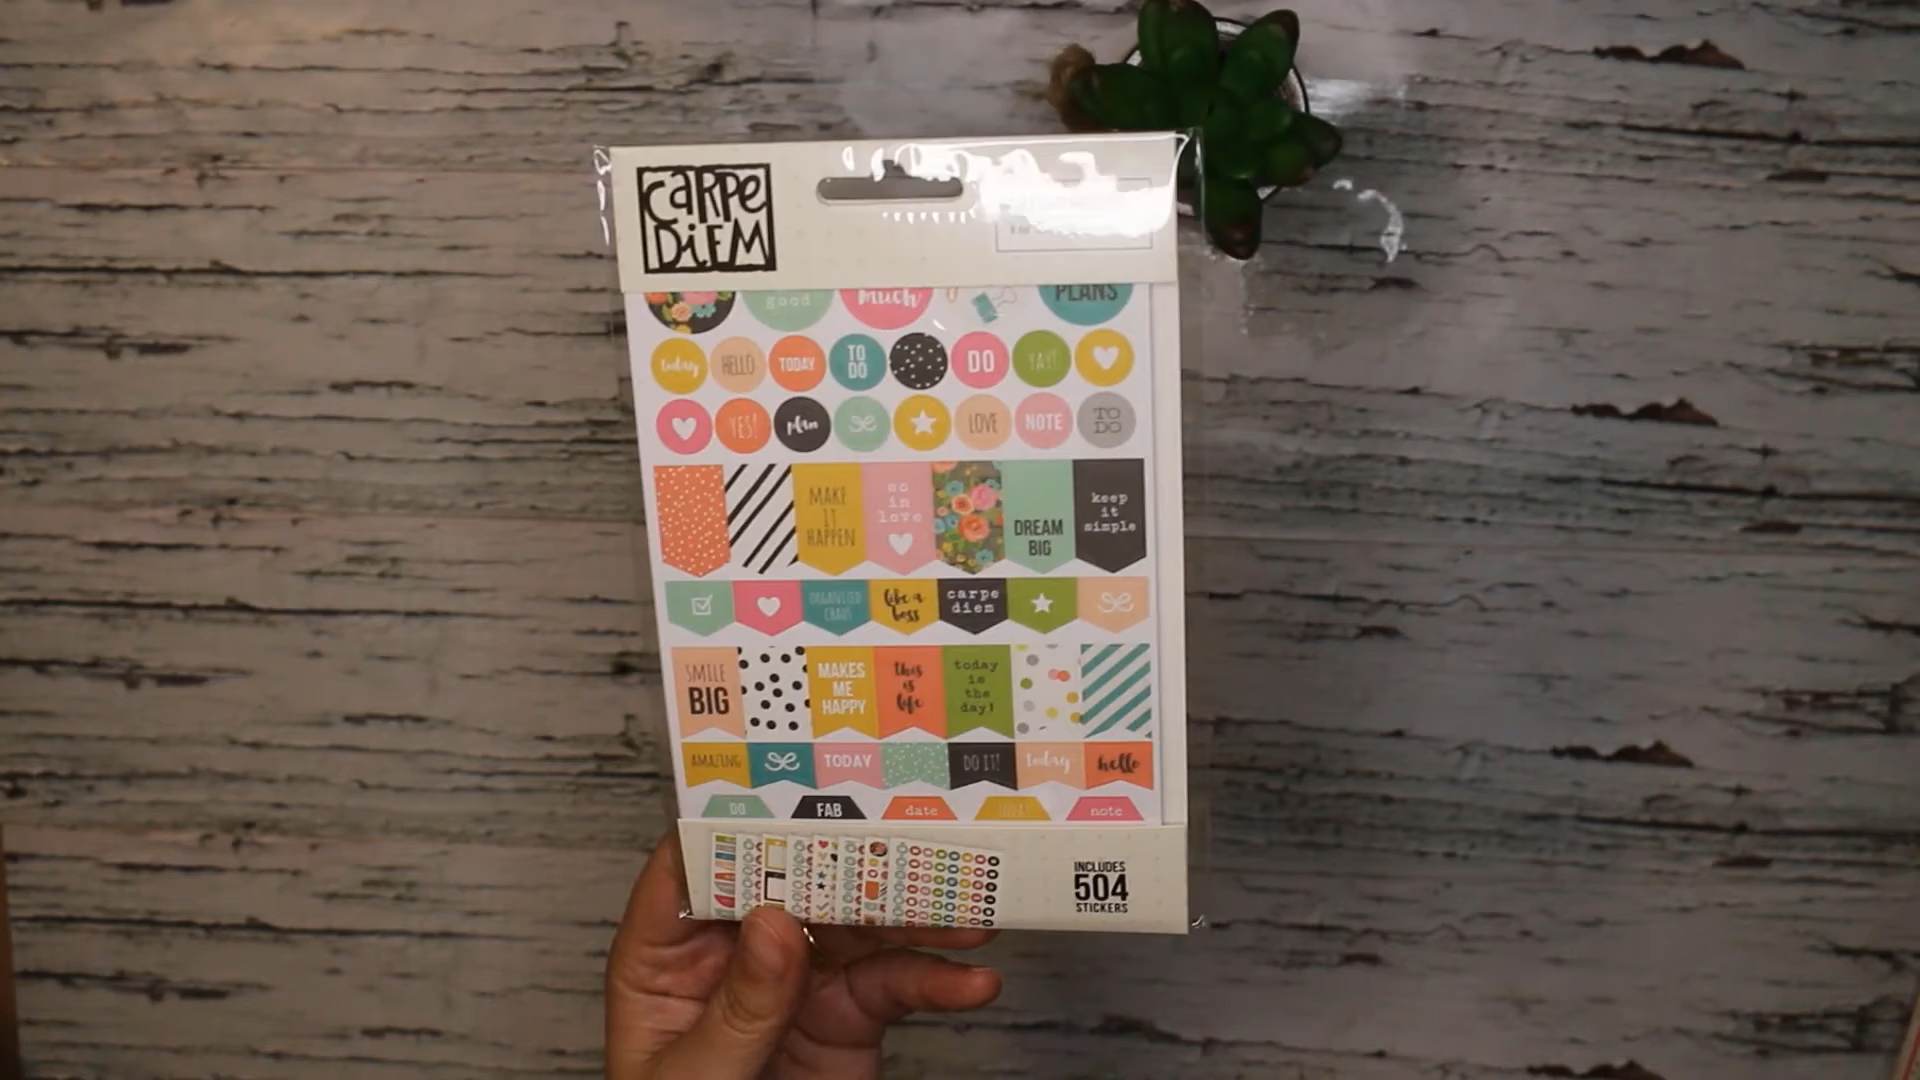 CARPE
DIEM
good
much
PLANS
today
HELLO
TODAY
TO
DO
DO
YAY!
YES!
plan
LOVE
NOTE
TO
DO
MAKE
IT
HAPPEN
so
in
love
DREAM
BIG
keep
it
simple
ORGANIZED
CHAOS
like a
boss
carpe
diem
SMILE
BIG
MAKES
ME
HAPPY
this
is
life
today
is
the
day!
AMAZING
TODAY
DO IT!
today
hello
DO
FAB
date
note
INCLUDES
504
STICKERS